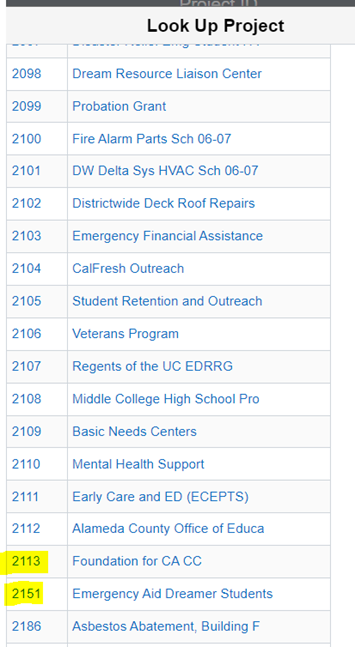 Project ID
Look Up Project
2098 Dream Resource Liaison Center
2099 Probation Grant
2100 Fire Alarm Parts Sch 06-07
2101 DW Delta Sys HVAC Sch 06-07
2102 Districtwide Deck Roof Repairs
2103 Emergency Financial Assistance
2104 CalFresh Outreach
2105 Student Retention and Outreach
2106 Veterans Program
2107 Regents of the UC EDRRG
2108 Middle College High School Pro
2109 Basic Needs Centers
2110 Mental Health Support
2111 Early Care and ED (ECEPTS)
2112 Alameda County Office of Educa
2113 Foundation for CA CC
2151 Emergency Aid Dreamer Students
2186 Asbestos Abatement, Building F